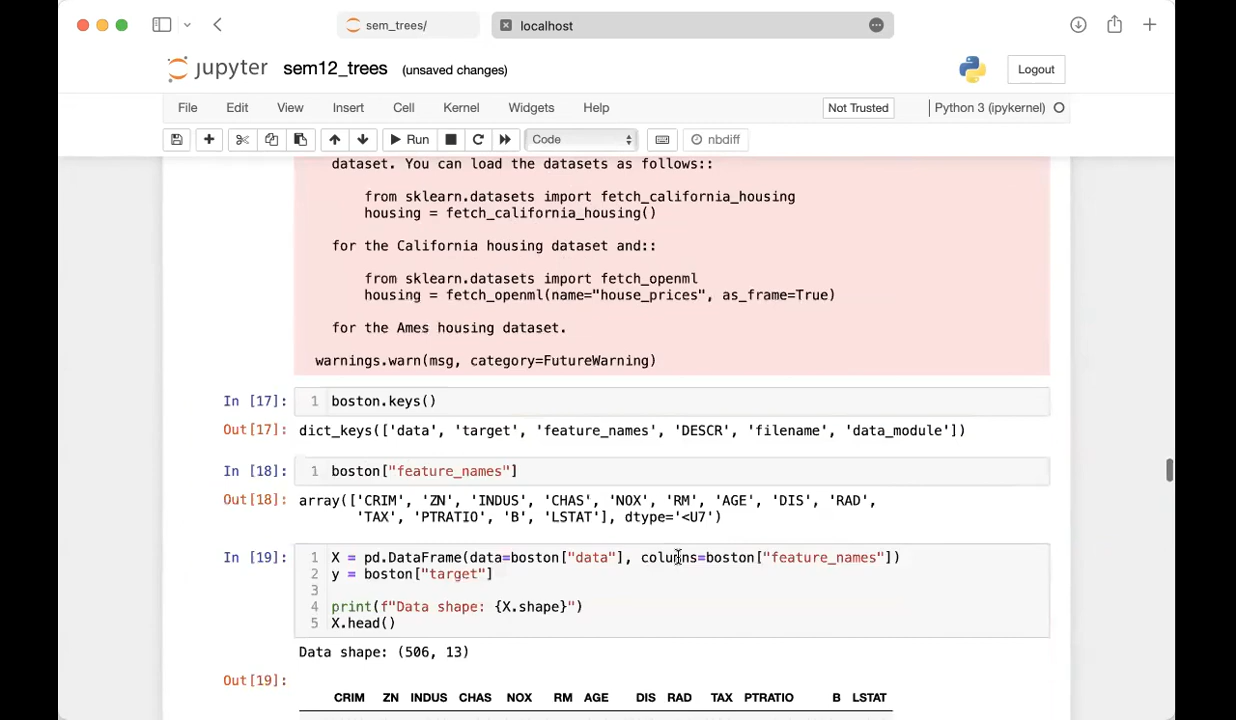 sem_trees/
localhost
jupyter sem12_trees (unsaved changes)
Logout
File Edit View Insert Cell Kernel Widgets Help
Not Trusted
Python 3 (ipykernel)
Run
Code
nbdiff
dataset. You can load the datasets as follows::
from sklearn.datasets import fetch_california_housing
housing = fetch_california_housing()
for the California housing dataset and::
from sklearn.datasets import fetch_openml
housing = fetch_openml(name="house_prices", as_frame=True)
for the Ames housing dataset.
warnings.warn(msg, category=FutureWarning)
In [17]: 1 boston.keys()
Out[17]: dict_keys(['data', 'target', 'feature_names', 'DESCR', 'filename', 'data_module'])
In [18]: 1 boston["feature_names"]
Out[18]: array(['CRIM', 'ZN', 'INDUS', 'CHAS', 'NOX', 'RM', 'AGE', 'DIS', 'RAD',
'TAX', 'PTRATIO', 'B', 'LSTAT'], dtype='<U7')
In [19]: 1 X = pd.DataFrame(data=boston["data"], columns=boston["feature_names"])
2 y = boston["target"]
3
4 print(f"Data shape: {X.shape}")
5 X.head()
Data shape: (506, 13)
Out[19]:
CRIM ZN INDUS CHAS NOX RM AGE DIS RAD TAX PTRATIO B LSTAT